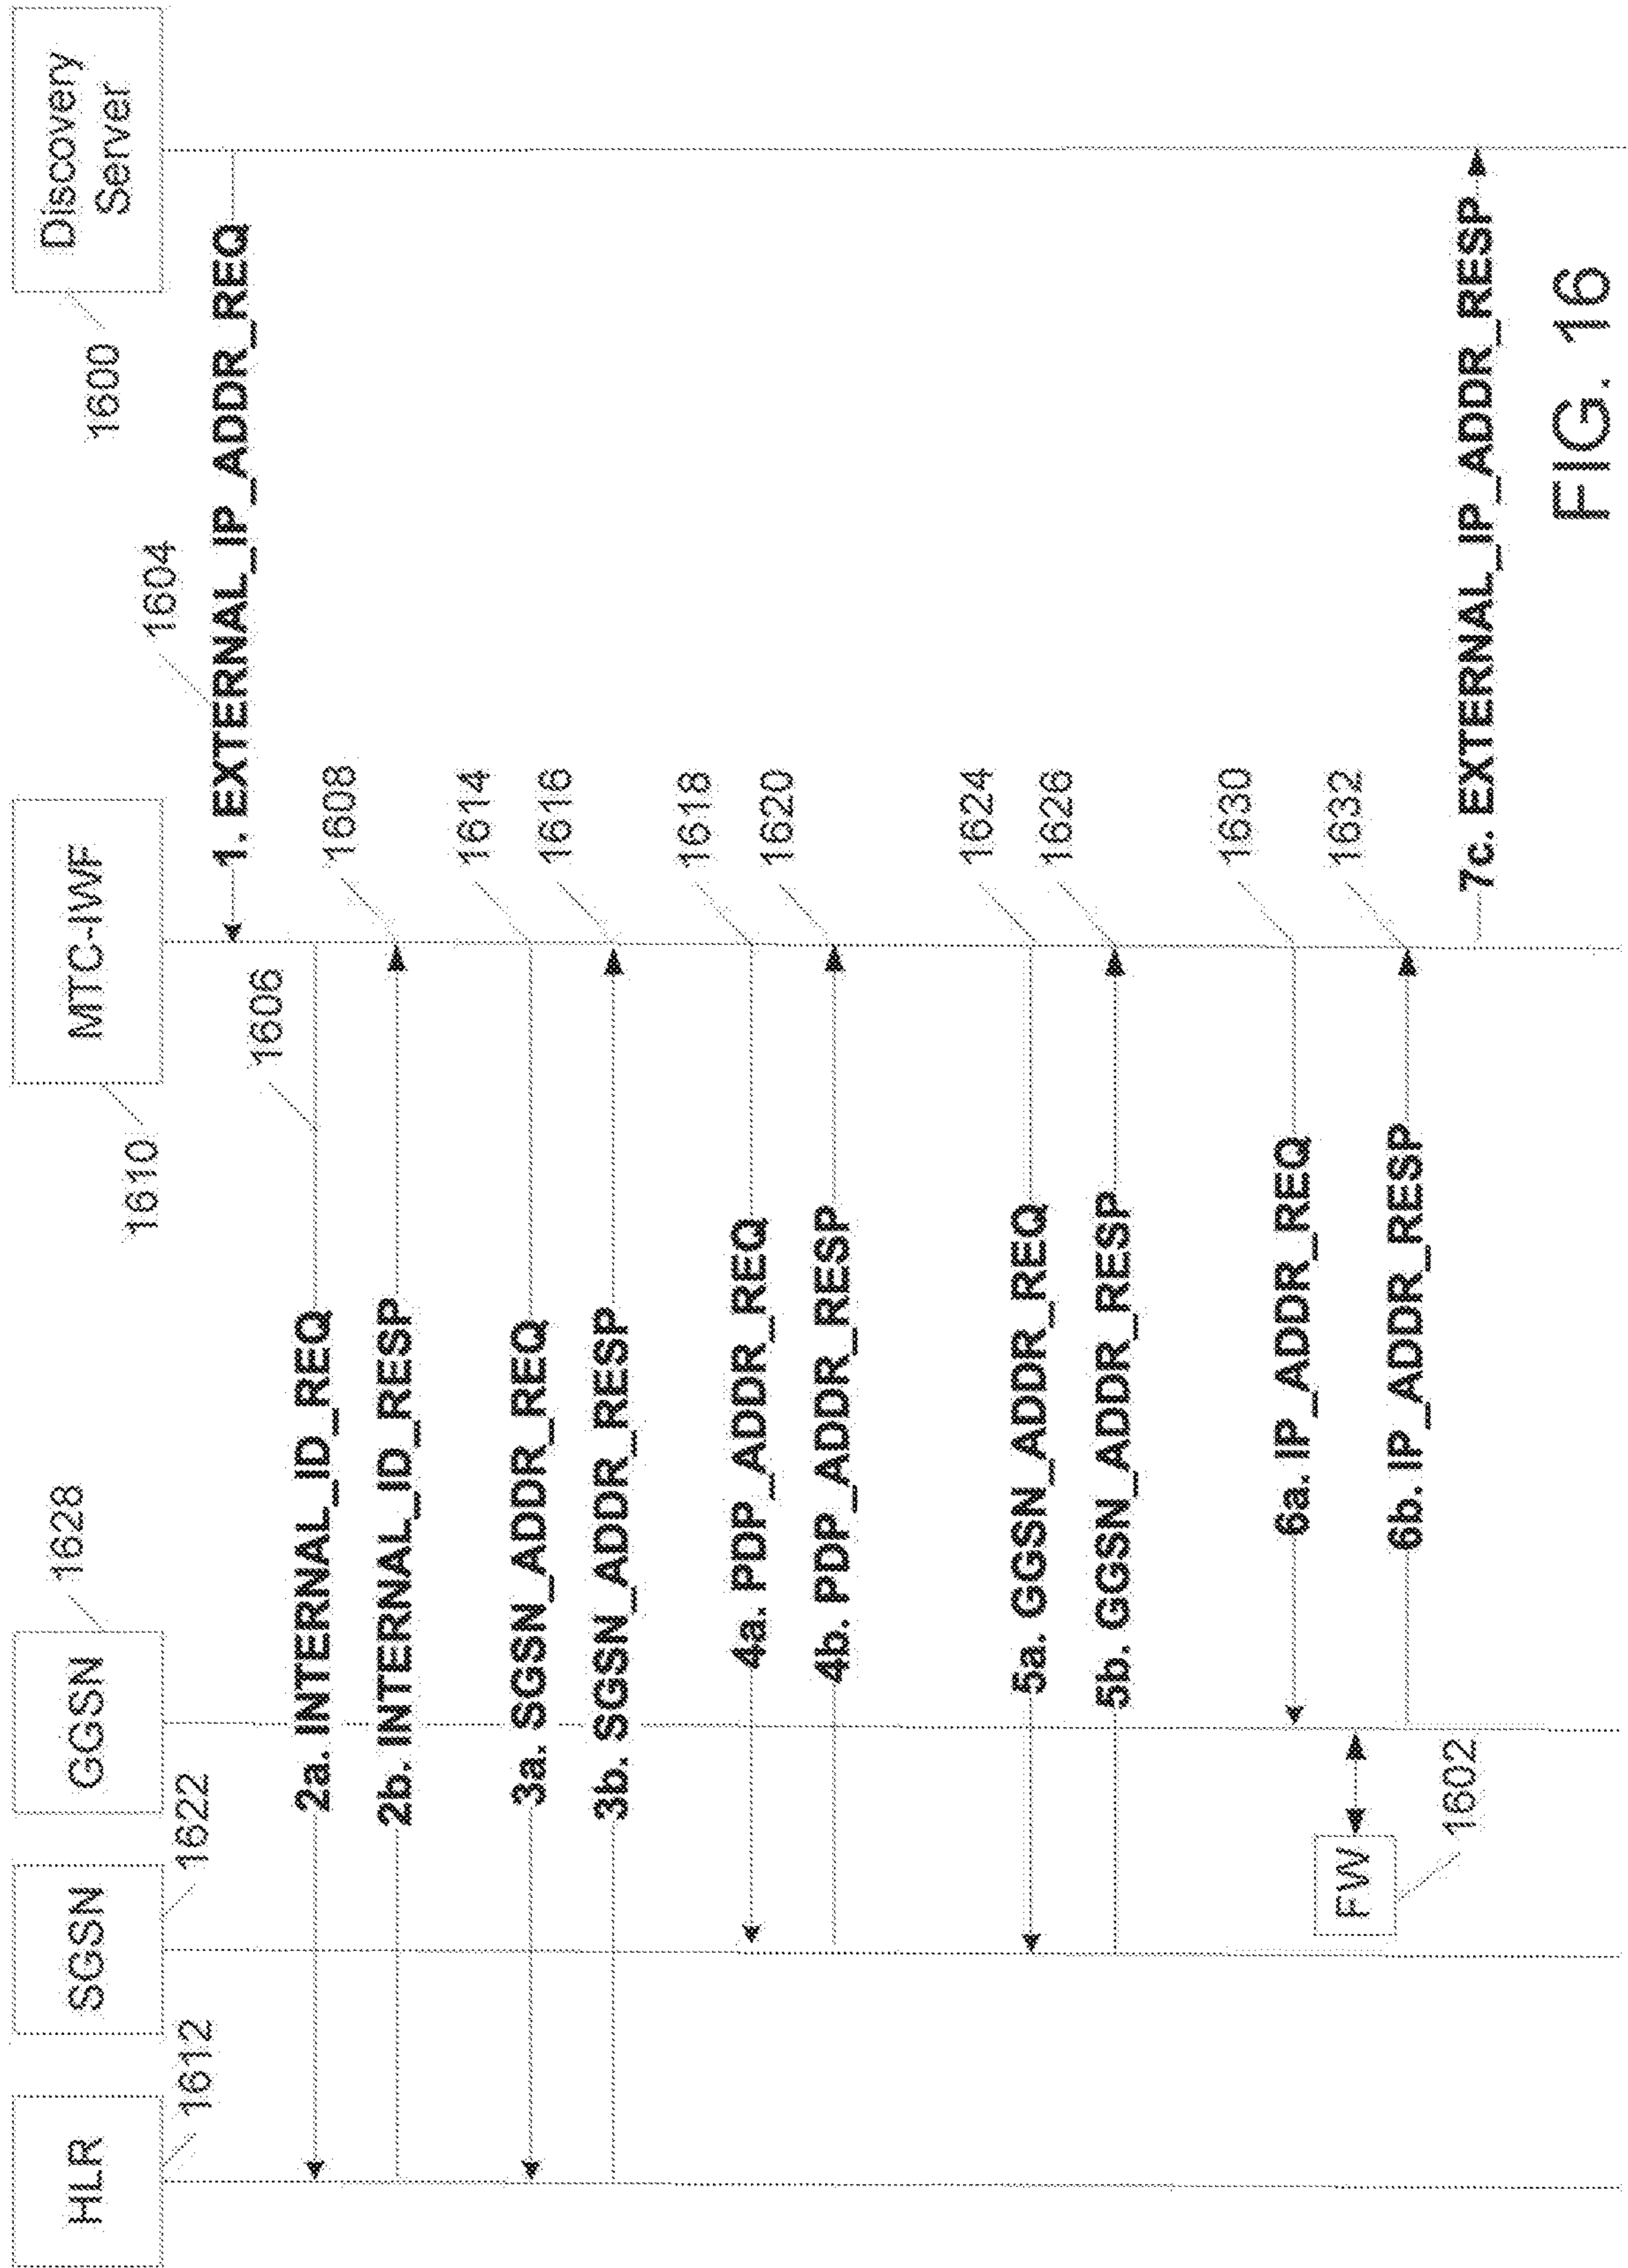 HLR
1612
SGSN
1622
GGSN
1628
MTC-IWF
1610
Discovery
Server
1600
1604
1. EXTERNAL_IP_ADDR_REQ
1606
2a. INTERNAL_ID_REQ
1608
2b. INTERNAL_ID_RESP
1614
3a. SGSN_ADDR_REQ
1616
3b. SGSN_ADDR_RESP
1618
4a. PDP_ADDR_REQ
1620
4b. PDP_ADDR_RESP
1624
5a. GGSN_ADDR_REQ
1626
5b. GGSN_ADDR_RESP
1630
6a. IP_ADDR_REQ
FW
1602
1632
6b. IP_ADDR_RESP
7c. EXTERNAL_IP_ADDR_RESP
FIG. 16